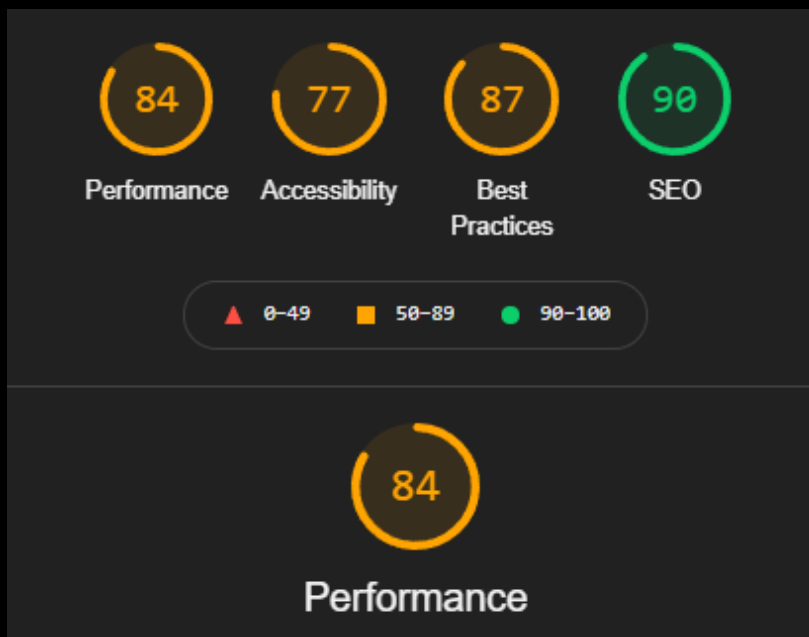 84 77 87 90
Performance Accessibility Best Practices SEO
0–49 50–89 90–100
84
Performance